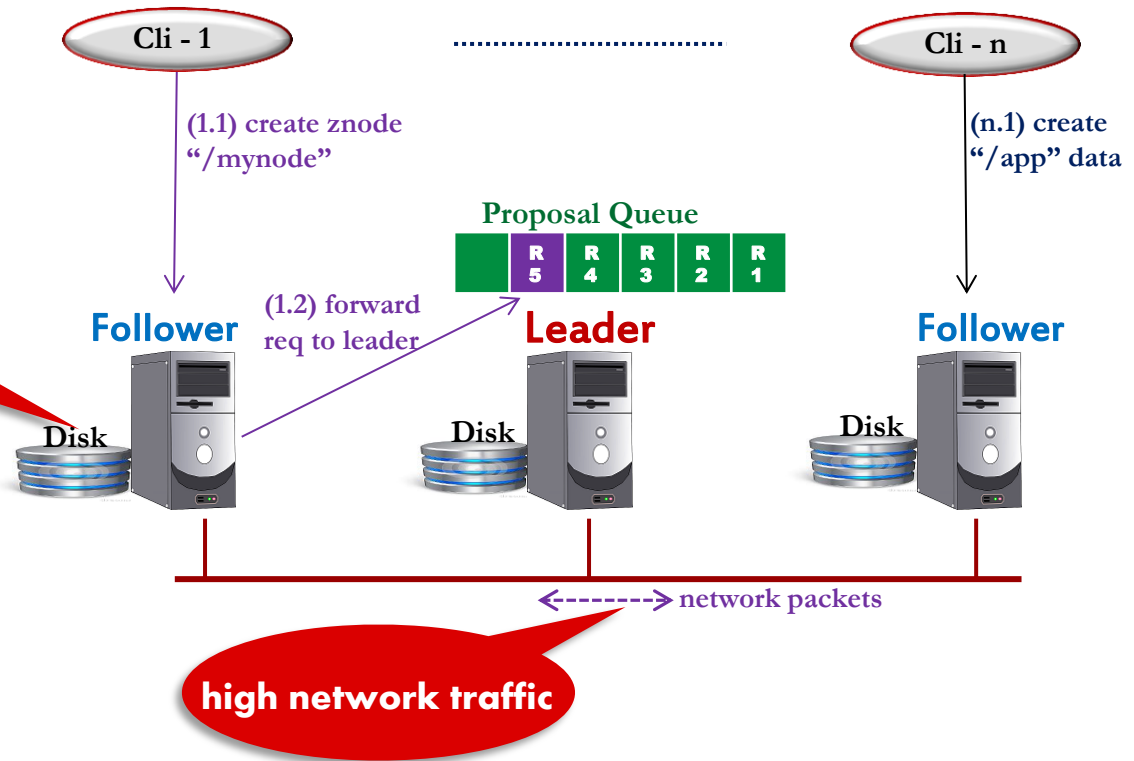 Cli - 1
Cli - n
(1.1) create znode
“/mynode”
(n.1) create
“/app” data
Proposal Queue
R
5
R
4
R
3
R
2
R
1
(1.2) forward
req to leader
Follower
Leader
Follower
Disk
Disk
Disk
network packets
high network traffic